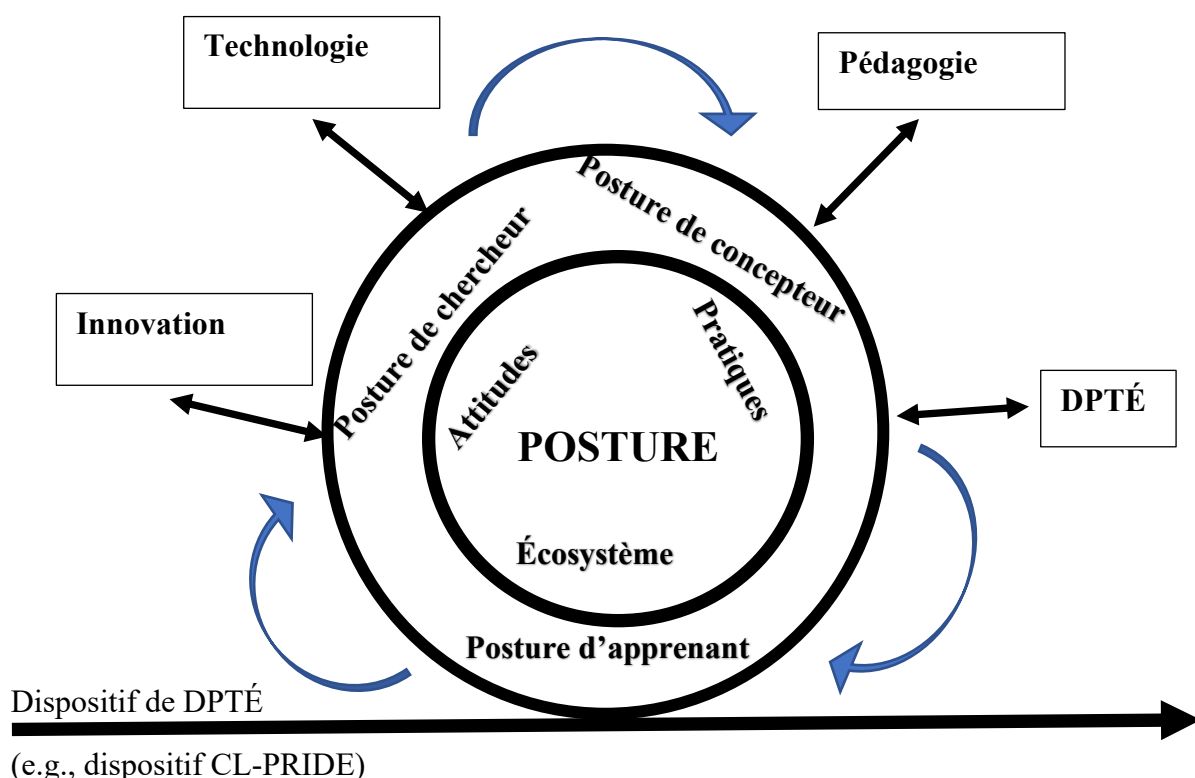 Technologie
Pédagogie
Innovation
DPTÉ
Posture de chercheur
Posture de concepteur
Attitudes
Pratiques
POSTURE
Écosystème
Posture d’apprenant
Dispositif de DPTÉ
(e.g., dispositif CL-PRIDE)